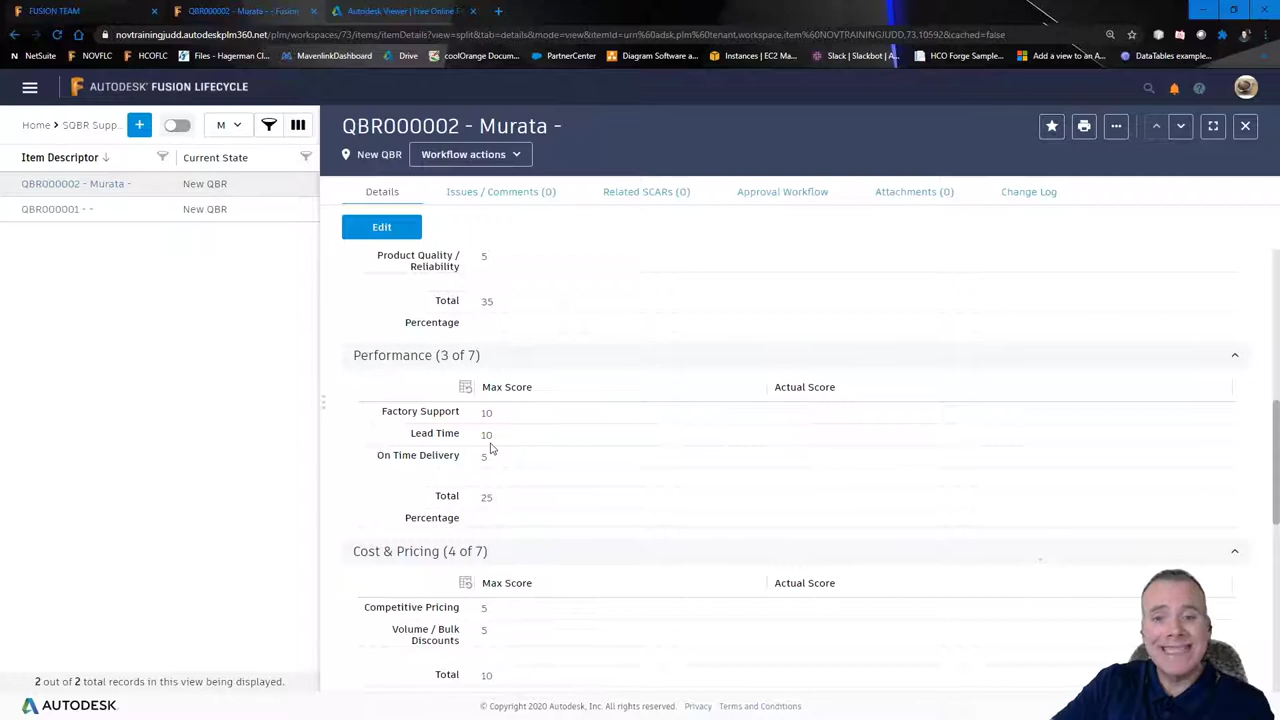 FUSION TEAM
QBR000002 - Murata - - Fusion
Autodesk Viewer | Free Online F
novtrainingjudd.autodeskplm360.net/plm/workspaces/73/items/itemDetails?view=split&tab=details&mode=view&itemId=urn%60adsk,plm%60tenant,workspace,item%60NOVTRAININGJUDD,73,10592&cached=false
NetSuite NOVFLC HCOFLC Files - Hagerman Cl... MavenlinkDashboard Drive coolOrange Docum... PartnerCenter Diagram Software a... Instances | EC2 Ma... Slack | Slackbot | A... HCO Forge Sample... Add a view to an A... DataTables example...
AUTODESK® FUSION LIFECYCLE
Home > SQBR Supp... + M
Item Descriptor Current State
QBR000002 - Murata - New QBR
QBR000001 - - New QBR
2 out of 2 total records in this view being displayed.
QBR000002 - Murata -
New QBR Workflow actions
Details Issues / Comments (0) Related SCARs (0) Approval Workflow Attachments (0) Change Log
Edit
Product Quality / Reliability 5
Total 35
Percentage
Performance (3 of 7)
Max Score Actual Score
Factory Support 10
Lead Time 10
On Time Delivery 5
Total 25
Percentage
Cost & Pricing (4 of 7)
Max Score Actual Score
Competitive Pricing 5
Volume / Bulk Discounts 5
Total 10
AUTODESK.
© Copyright 2020 Autodesk, Inc. All rights reserved. Privacy Terms and Conditions